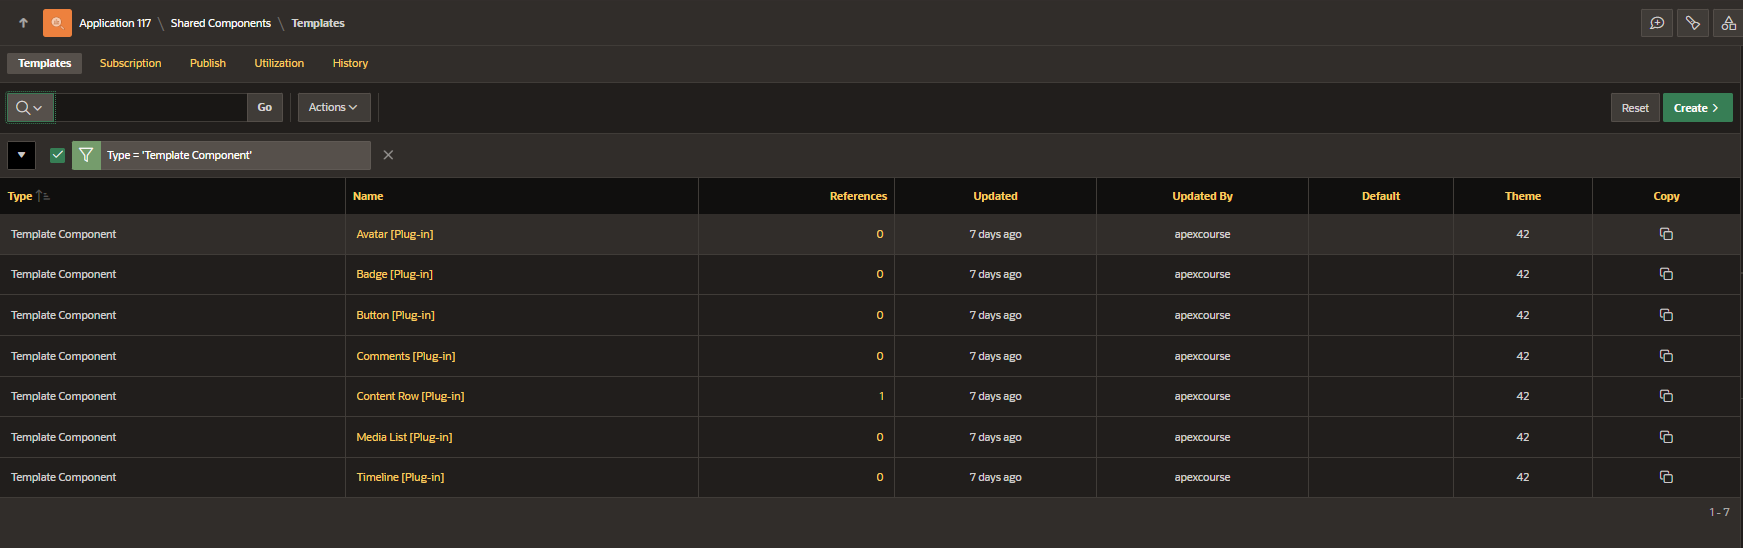 Application 117 \ Shared Components \ Templates
Templates Subscription Publish Utilization History
Go Actions Reset Create
Type = 'Template Component'
Type Name References Updated Updated By Default Theme Copy
Template Component Avatar [Plug-in] 0 7 days ago apexcourse 42
Template Component Badge [Plug-in] 0 7 days ago apexcourse 42
Template Component Button [Plug-in] 0 7 days ago apexcourse 42
Template Component Comments [Plug-in] 0 7 days ago apexcourse 42
Template Component Content Row [Plug-in] 1 7 days ago apexcourse 42
Template Component Media List [Plug-in] 0 7 days ago apexcourse 42
Template Component Timeline [Plug-in] 0 7 days ago apexcourse 42
1 - 7